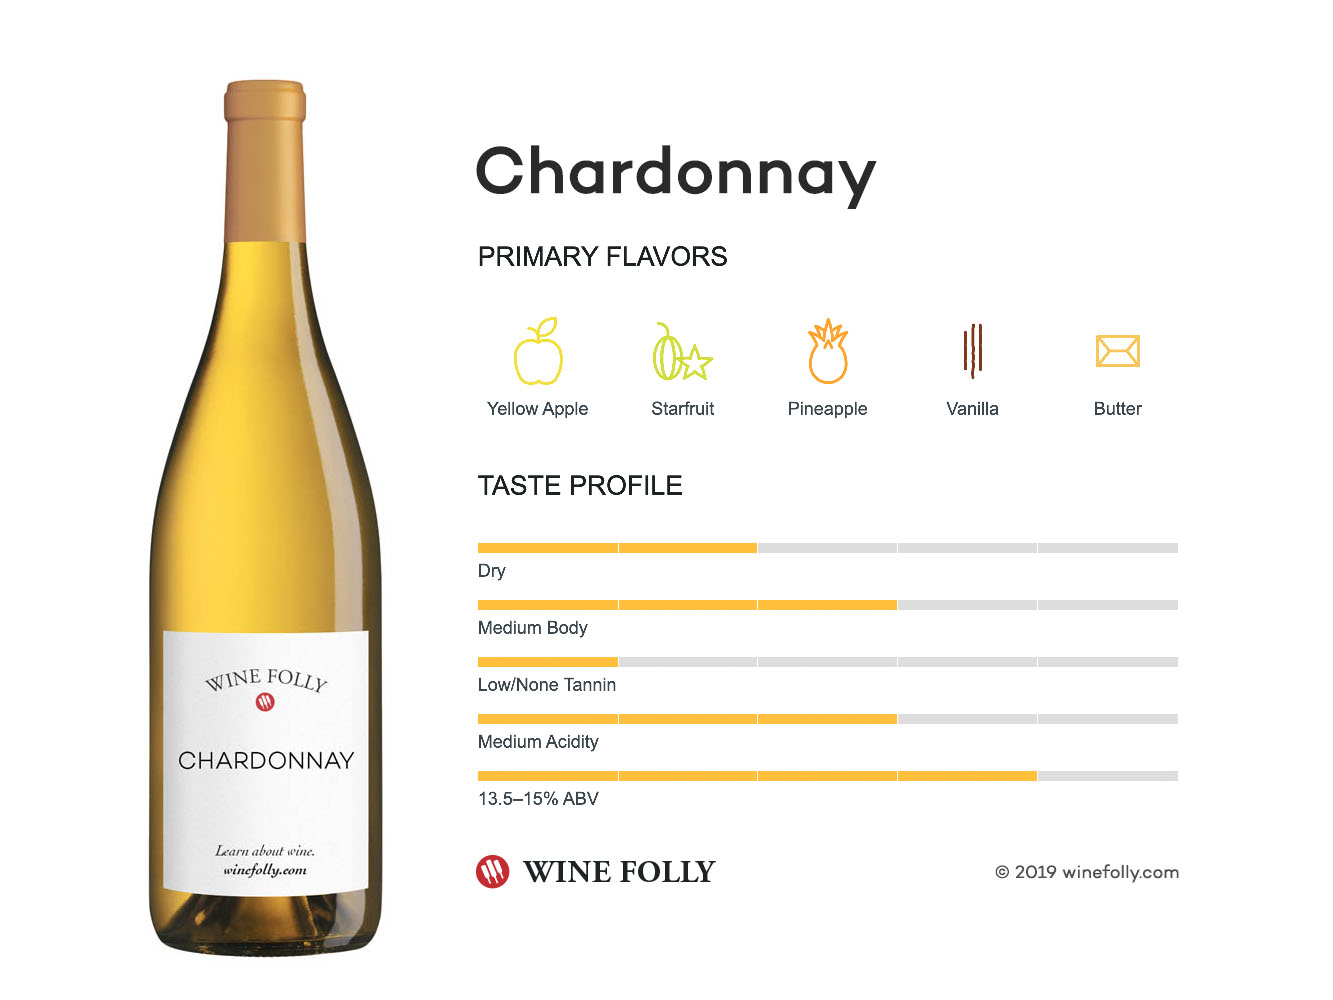 Chardonnay
PRIMARY FLAVORS
Yellow Apple
Starfruit
Pineapple
Vanilla
Butter
TASTE PROFILE
Dry
Medium Body
Low/None Tannin
Medium Acidity
13.5–15% ABV
WINE FOLLY
© 2019 winefolly.com
WINE FOLLY
CHARDONNAY
Learn about wine.
winefolly.com